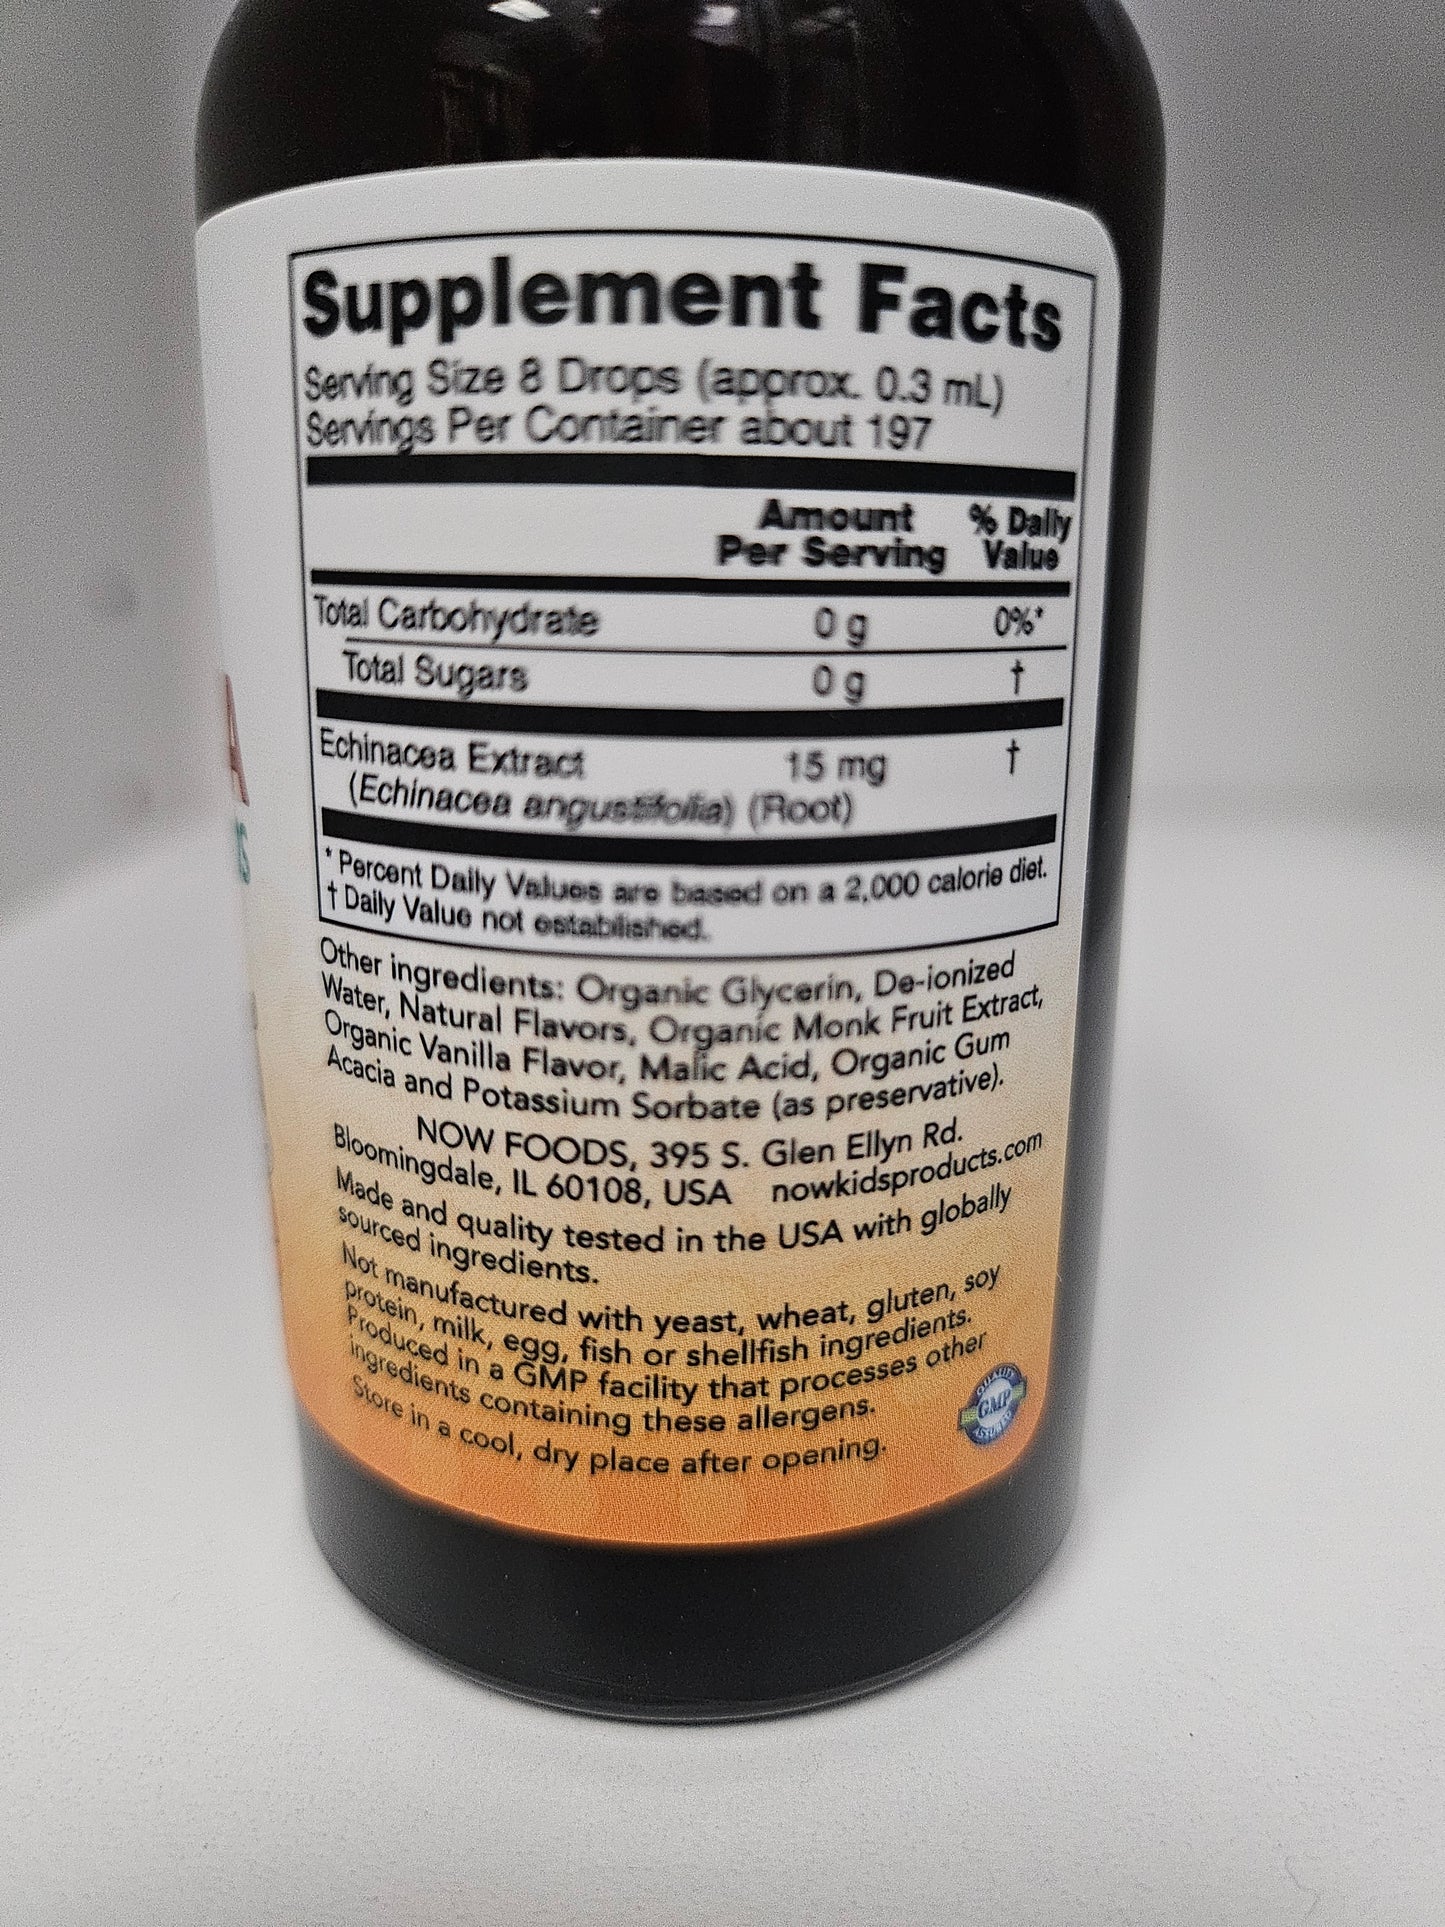 Supplement Facts
Serving Size 8 Drops (approx. 0.3 mL)
Servings Per Container about 197
Amount Per Serving % Daily Value
Total Carbohydrate 0 g 0%*
Total Sugars 0 g †
Echinacea Extract 15 mg †
(Echinacea angustifolia) (Root)
* Percent Daily Values are based on a 2,000 calorie diet.
† Daily Value not established.
Other ingredients: Organic Glycerin, De-ionized
Water, Natural Flavors, Organic Monk Fruit Extract,
Organic Vanilla Flavor, Malic Acid, Organic Gum
Acacia and Potassium Sorbate (as preservative).
NOW FOODS, 395 S. Glen Ellyn Rd.
Bloomingdale, IL 60108, USA nowkidsproducts.com
Made and quality tested in the USA with globally
sourced ingredients.
Not manufactured with yeast, wheat, gluten, soy
protein, milk, egg, fish or shellfish ingredients.
Produced in a GMP facility that processes other
ingredients containing these allergens.
Store in a cool, dry place after opening.
QUALITY
GMP
ASSURED